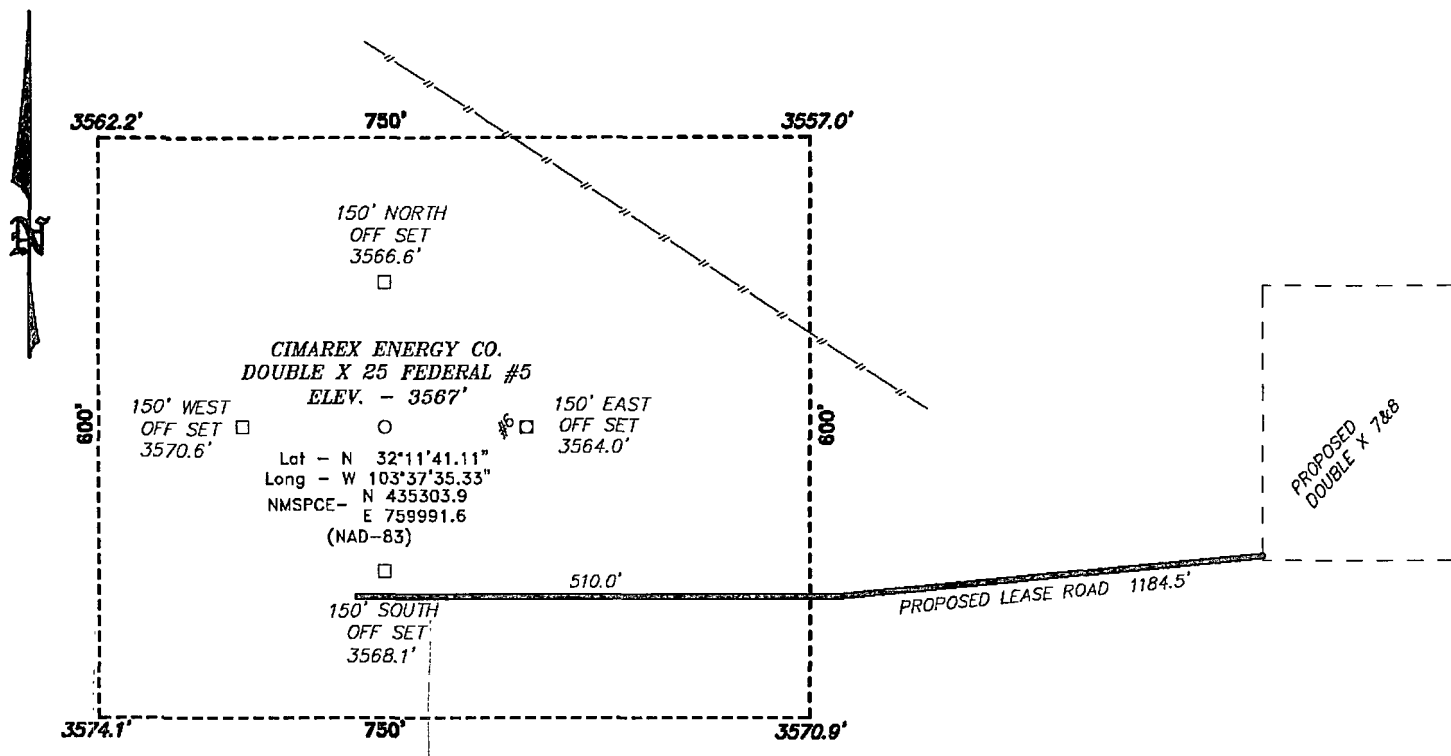 3562.2'
750'
3557.0'
150' NORTH
OFF SET
3566.6'
CIMAREX ENERGY CO.
DOUBLE X 25 FEDERAL #5
ELEV. - 3567'
600'
150' WEST
OFF SET
3570.6'
#6
150' EAST
OFF SET
3564.0'
600'
Lat - N 32°11'41.11"
Long - W 103°37'35.33"
NMSPCE- N 435303.9
E 759991.6
(NAD-83)
PROPOSED
DOUBLE X 7&8
510.0'
PROPOSED LEASE ROAD 1184.5'
150' SOUTH
OFF SET
3568.1'
3574.1'
750'
3570.9'
N